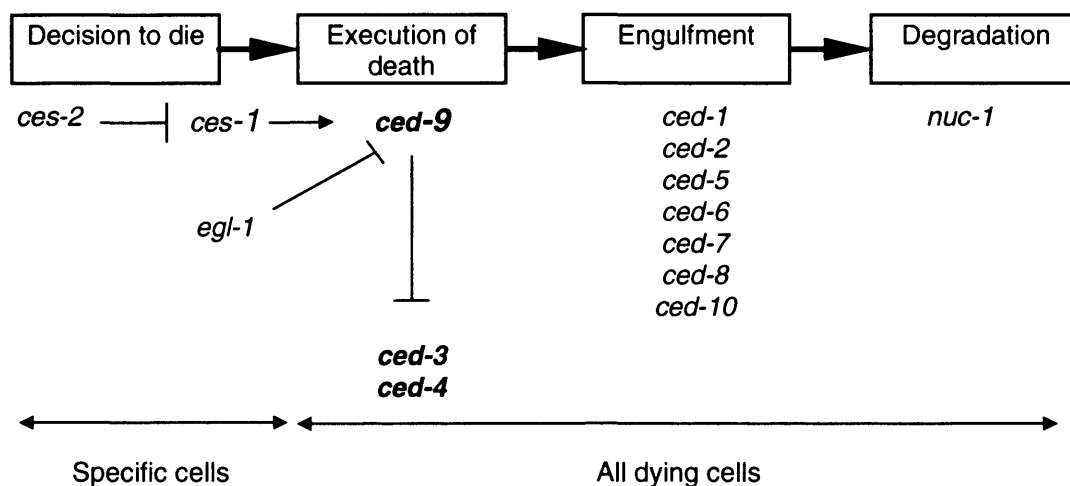 Decision to die
Execution of
death
Engulfment
Degradation
ces-2
ces-1
ced-9
ced-1
nuc-1
ced-2
ced-5
egl-1
ced-6
ced-7
ced-8
ced-10
ced-3
ced-4
Specific cells
All dying cells